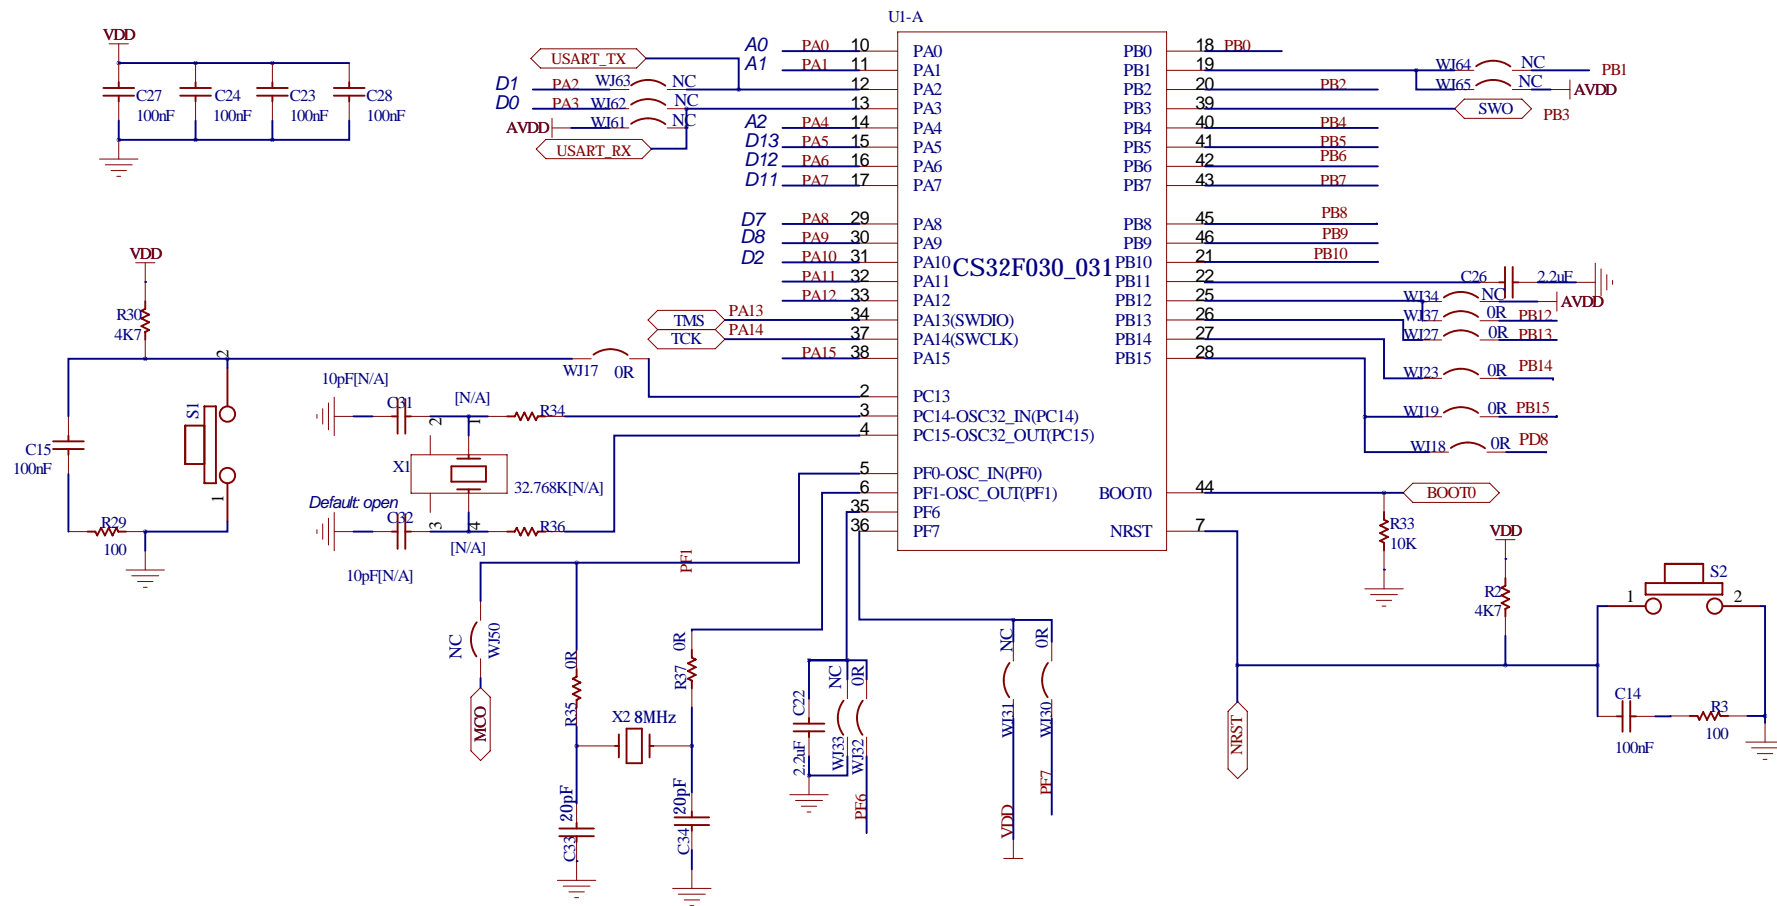 U1-A
VDD
C27
100nF
C24
100nF
C23
100nF
C28
100nF
USART_TX
A0 PA0 10 PA0
A1 PA1 11 PA1
D1 PA2 WJ63 NC 12 PA2
D0 PA3 WJ62 NC 13 PA3
AVDD WJ61 NC
USART_RX
A2 PA4 14 PA4
D13 PA5 15 PA5
D12 PA6 16 PA6
D11 PA7 17 PA7
D7 PA8 29 PA8
D8 PA9 30 PA9
D2 PA10 31 PA10
PA11 32 PA11
PA12 33 PA12
TMS PA13 34 PA13(SWDIO)
TCK PA14 37 PA14(SWCLK)
PA15 38 PA15
2 PC13
3 PC14-OSC32_IN(PC14)
4 PC15-OSC32_OUT(PC15)
5 PF0-OSC_IN(PF0)
6 PF1-OSC_OUT(PF1)
35 PF6
36 PF7
CS32F030_031
PB0 18 PB0
PB1 19 WJ64 NC PB1
WJ65 NC AVDD
PB2 20 PB2
PB3 39 SWO PB3
PB4 40 PB4
PB5 41 PB5
PB6 42 PB6
PB7 43 PB7
PB8 45 PB8
PB9 46 PB9
PB10 21 PB10
PB11 22 C26 2.2uF
PB12 25 WJ34 NC AVDD
WJ37 0R PB12
PB13 26 WJ27 0R PB13
PB14 27 WJ23 0R PB14
PB15 28 WJ19 0R PB15
WJ18 0R PD8
BOOT0 44 BOOT0
NRST 7
R33
10K
VDD
R2
4K7
S2
1 2
C14
100nF
R3
100
NRST
VDD
R30
4K7
WJ17 0R
C15
100nF
S1
2
1
R29
100
10pF[N/A]
C31
[N/A]
R34
2 1
X1
32.768K[N/A]
Default: open
C32
3 4
R36
[N/A]
10pF[N/A]
PF1
NC
WJ50
MCO
0R
R35
0R
R37
X2 8MHz
20pF
C33
20pF
C34
C22
2.2uF
NC
WJ33
0R
WJ32
PF6
NC
WJ31
VDD
0R
WJ30
PF7